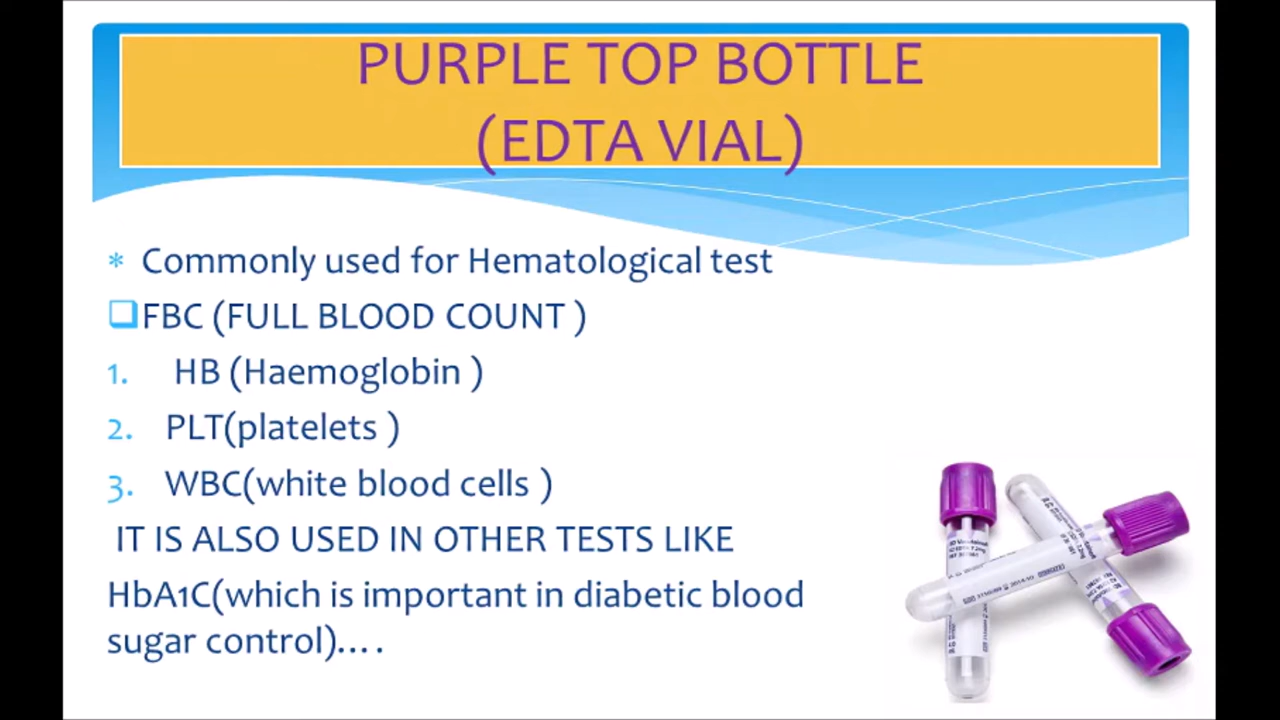 PURPLE TOP BOTTLE
(EDTA VIAL)
* Commonly used for Hematological test
FBC (FULL BLOOD COUNT )
1. HB (Haemoglobin )
2. PLT(platelets )
3. WBC(white blood cells )
IT IS ALSO USED IN OTHER TESTS LIKE
HbA1C(which is important in diabetic blood
sugar control)....